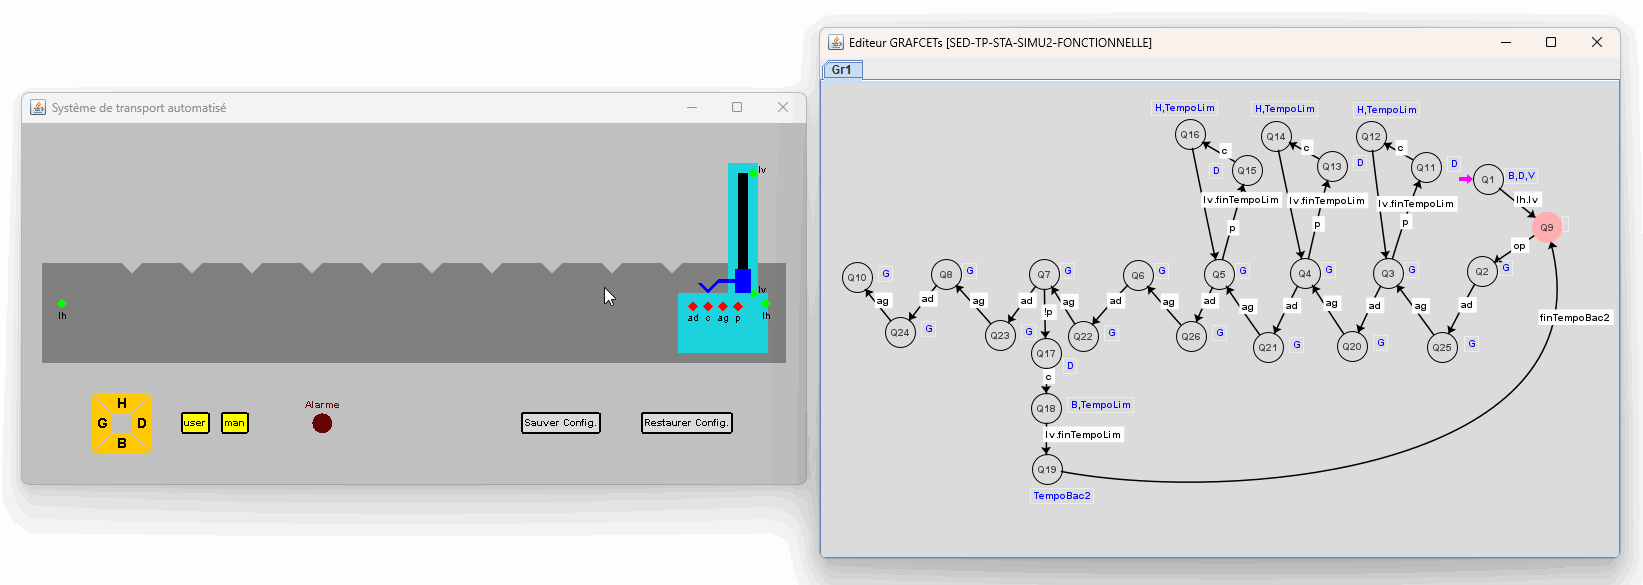 Système de transport automatisé
lv
lh
lv
lh
ad c ag p
H
G D
B
user man
Alarme
Sauver Config. Restaurer Config.
Editeur GRAFCETs [SED-TP-STA-SIMU2-FONCTIONNELLE]
Gr1
H,TempoLim H,TempoLim H,TempoLim
Q16 Q14 Q12
c c c
D Q15 Q13 D Q11 D
Q1 B,D,V
lv.finTempoLim lv.finTempoLim lv.finTempoLim
lh.lv
p p p
Q9
op
Q10 G Q8 G Q7 G Q6 G Q5 G Q4 G Q3 G Q2 G
ag ad ag ad ag ad ag ad ag ad ag ad
!p
finTempoBac2
Q24 G Q23 G Q22 G Q26 G Q21 G Q20 G Q25 G
Q17
D
c
Q18 B,TempoLim
lv.finTempoLim
Q19
TempoBac2